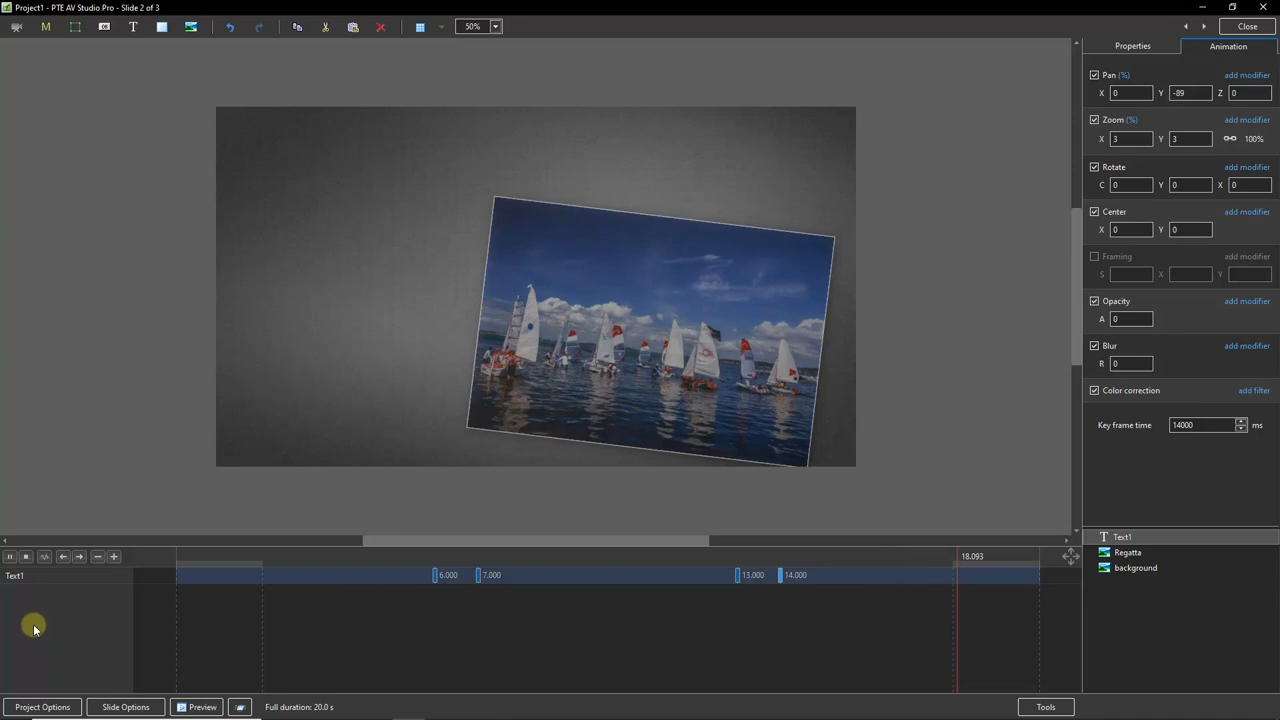 Project1 - PTE AV Studio Pro - Slide 2 of 3
M OK T 50% Close
Properties Animation
Pan (%) add modifier
X 0 Y -89 Z 0
Zoom (%) add modifier
X 3 Y 3 100%
Rotate add modifier
C 0 Y 0 X 0
Center add modifier
X 0 Y 0
Framing add modifier
S X Y
Opacity add modifier
A 0
Blur add modifier
R 0
Color correction add filter
Key frame time 14000 ms
T Text1
Regatta
background
18.093
Text1 6.000 7.000 13.000 14.000
Project Options Slide Options Preview Full duration: 20.0 s Tools